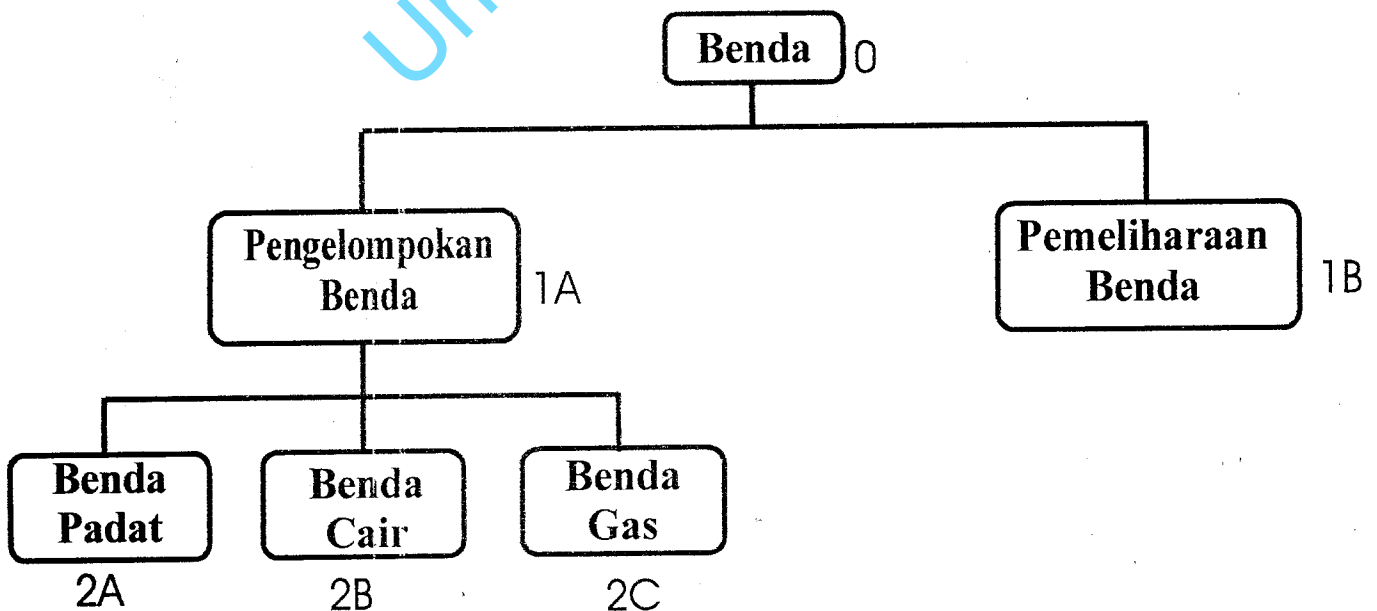 Benda
0
Pengelompokan
Benda
1A
Pemeliharaan
Benda
1B
Benda
Padat
2A
Benda
Cair
2B
Benda
Gas
2C